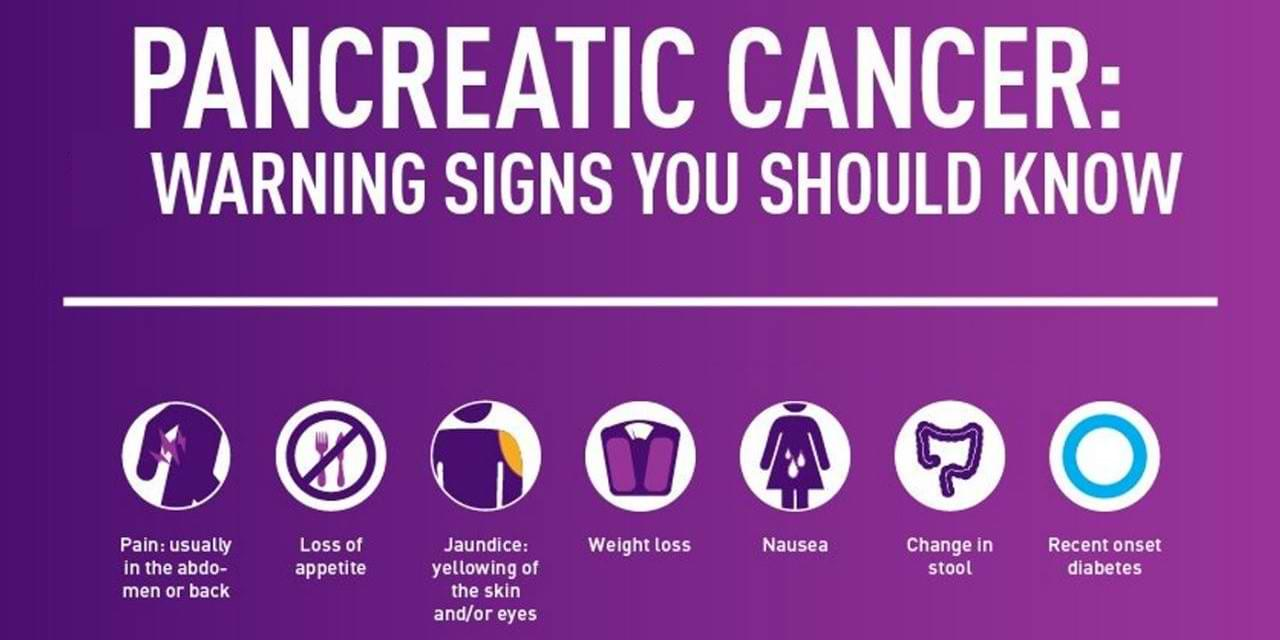 PANCREATIC CANCER:
WARNING SIGNS YOU SHOULD KNOW
Pain: usually
in the abdo-
men or back
Loss of
appetite
Jaundice:
yellowing of
the skin
and/or eyes
Weight loss
Nausea
Change in
stool
Recent onset
diabetes